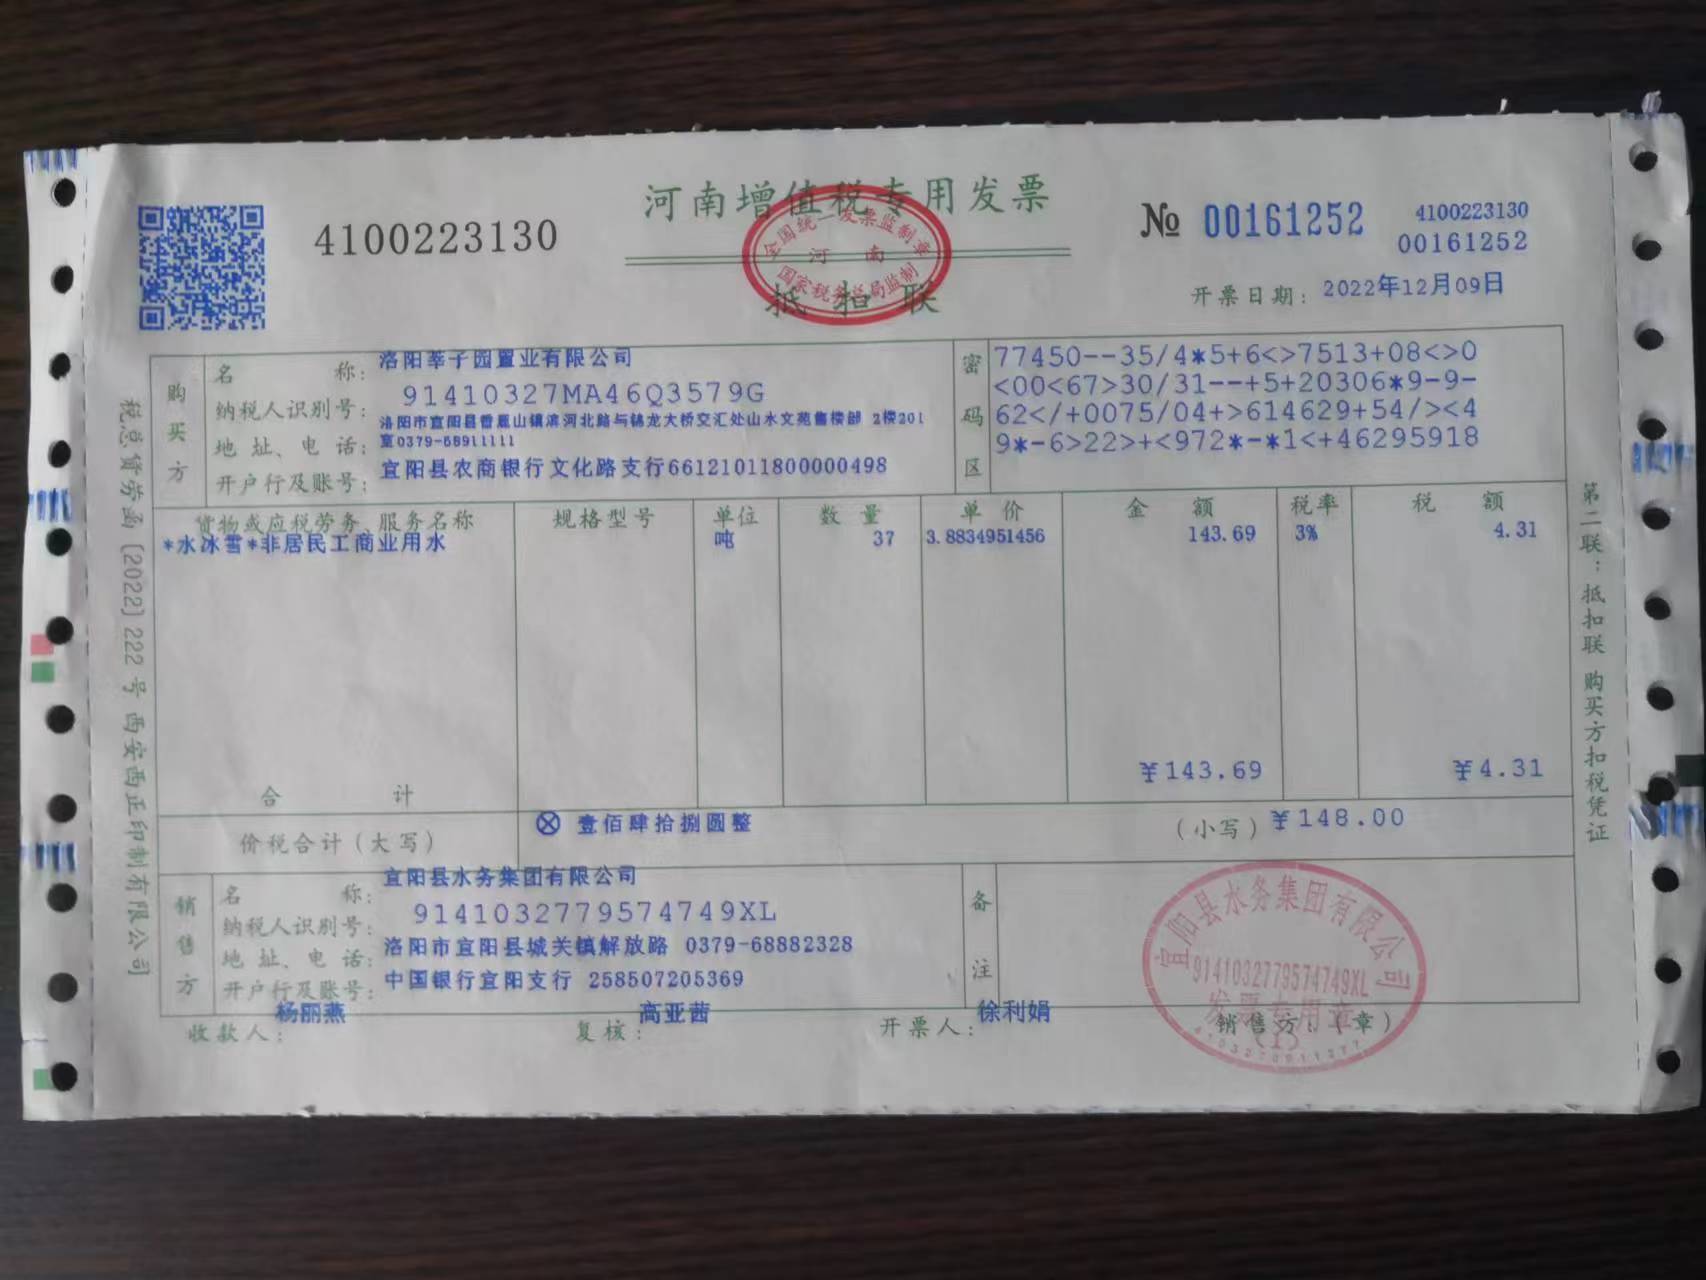 河南增值税专用发票
4100223130
№ 00161252
4100223130
00161252
全国统一发票监制章
河南
国家税务总局监制
抵扣联
开票日期: 2022年12月09日
购买方
名称: 洛阳莘子园置业有限公司
纳税人识别号: 91410327MA46Q3579G
地址、电话: 洛阳市宜阳县香鹿山镇滨河北路与锦龙大桥交汇处山水文苑售楼部 2楼201
室0379-68911111
开户行及账号: 宜阳县农商银行文化路支行66121011800000498
密码区
77450--35/4*5+6<>7513+08<>0
<00<67>30/31--+5+20306*9-9-
62</+0075/04+>614629+54/><4
9*-6>22>+<972*-*1<+46295918
货物或应税劳务、服务名称 规格型号 单位 数量 单价 金额 税率 税额
*水冰雪*非居民工商业用水 吨 37 3.8834951456 143.69 3% 4.31
合计 ¥143.69 ¥4.31
价税合计(大写) ⊗ 壹佰肆拾捌圆整 (小写) ¥148.00
销售方
名称: 宜阳县水务集团有限公司
纳税人识别号: 9141032779574749XL
地址、电话: 洛阳市宜阳县城关镇解放路 0379-68882328
开户行及账号: 中国银行宜阳支行 258507205369
备注
收款人: 杨丽燕 复核: 高亚茜 开票人: 徐利娟 销售方:(章)
宜阳县水务集团有限公司
9141032779574749XL
发票专用章
税总货劳函〔2022〕222号 西安西正印制有限公司
第二联:抵扣联 购买方扣税凭证